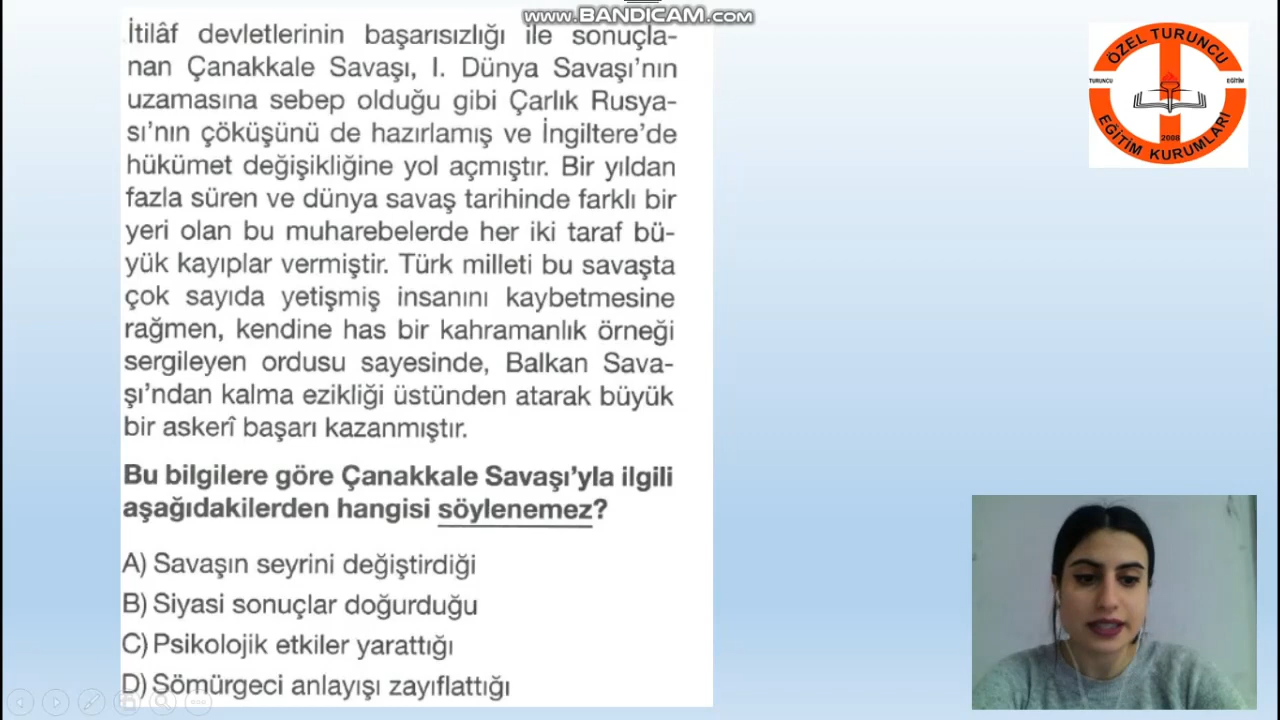 www.BANDICAM.com
İtilâf devletlerinin başarısızlığı ile sonuçla-
nan Çanakkale Savaşı, I. Dünya Savaşı'nın
uzamasına sebep olduğu gibi Çarlık Rusya-
sı'nın çöküşünü de hazırlamış ve İngiltere'de
hükümet değişikliğine yol açmıştır. Bir yıldan
fazla süren ve dünya savaş tarihinde farklı bir
yeri olan bu muharebelerde her iki taraf bü-
yük kayıplar vermiştir. Türk milleti bu savaşta
çok sayıda yetişmiş insanını kaybetmesine
rağmen, kendine has bir kahramanlık örneği
sergileyen ordusu sayesinde, Balkan Sava-
şı'ndan kalma ezikliği üstünden atarak büyük
bir askerî başarı kazanmıştır.
Bu bilgilere göre Çanakkale Savaşı'yla ilgili
aşağıdakilerden hangisi söylenemez?
A) Savaşın seyrini değiştirdiği
B) Siyasi sonuçlar doğurduğu
C) Psikolojik etkiler yarattığı
D) Sömürgeci anlayışı zayıflattığı
ÖZEL TURUNCU
TURUNCU EĞİTİM
2008
EĞİTİM KURUMLARI